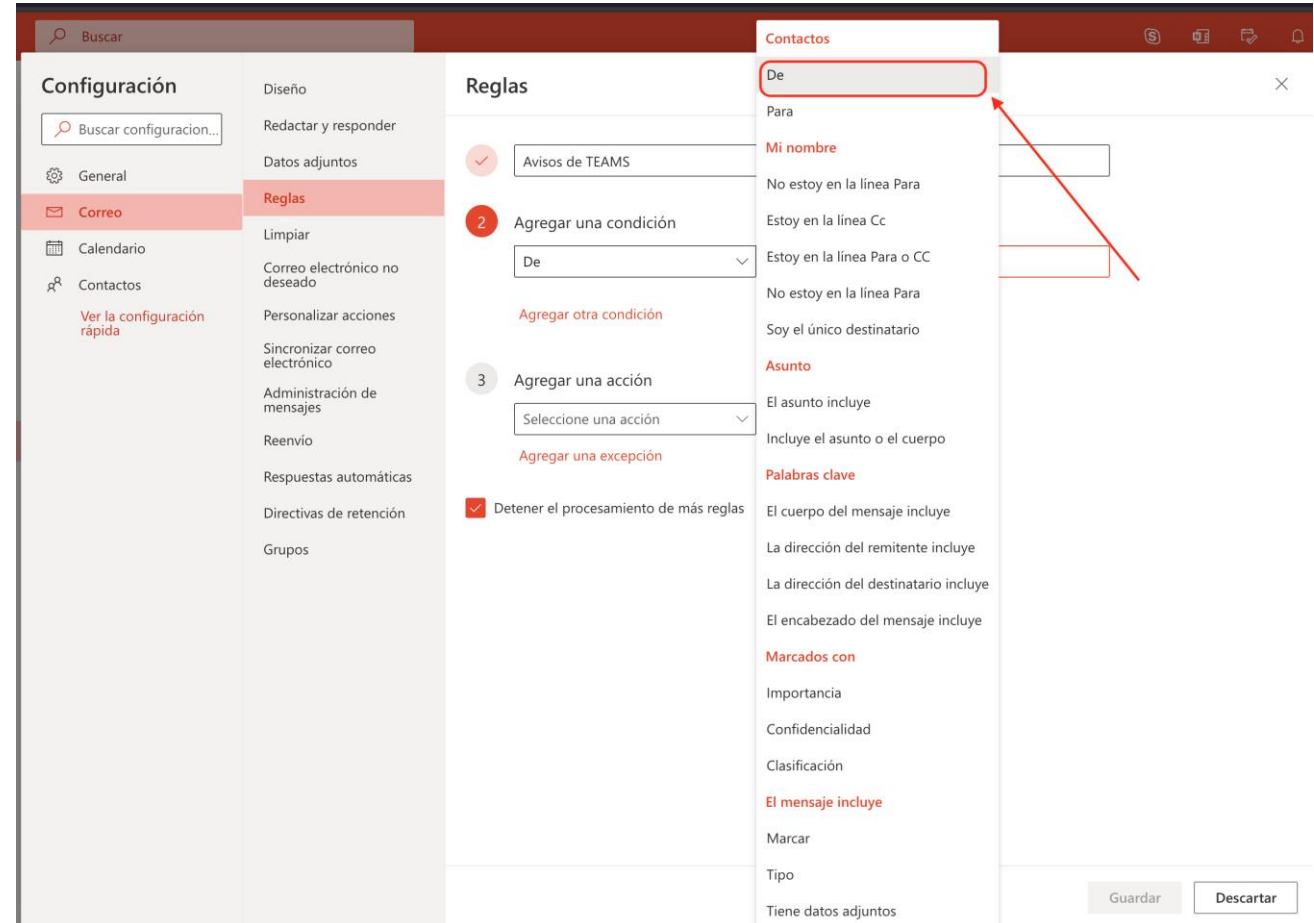 Buscar
Configuración
Buscar configuracion...
General
Correo
Calendario
Contactos
Ver la configuración
rápida
Diseño
Redactar y responder
Datos adjuntos
Reglas
Limpiar
Correo electrónico no
deseado
Personalizar acciones
Sincronizar correo
electrónico
Administración de
mensajes
Reenvío
Respuestas automáticas
Directivas de retención
Grupos
Reglas
Avisos de TEAMS
2 Agregar una condición
De
Agregar otra condición
3 Agregar una acción
Seleccione una acción
Agregar una excepción
Detener el procesamiento de más reglas
Contactos
De
Para
Mi nombre
No estoy en la línea Para
Estoy en la línea Cc
Estoy en la línea Para o CC
No estoy en la línea Para
Soy el único destinatario
Asunto
El asunto incluye
Incluye el asunto o el cuerpo
Palabras clave
El cuerpo del mensaje incluye
La dirección del remitente incluye
La dirección del destinatario incluye
El encabezado del mensaje incluye
Marcados con
Importancia
Confidencialidad
Clasificación
El mensaje incluye
Marcar
Tipo
Tiene datos adjuntos
Guardar
Descartar